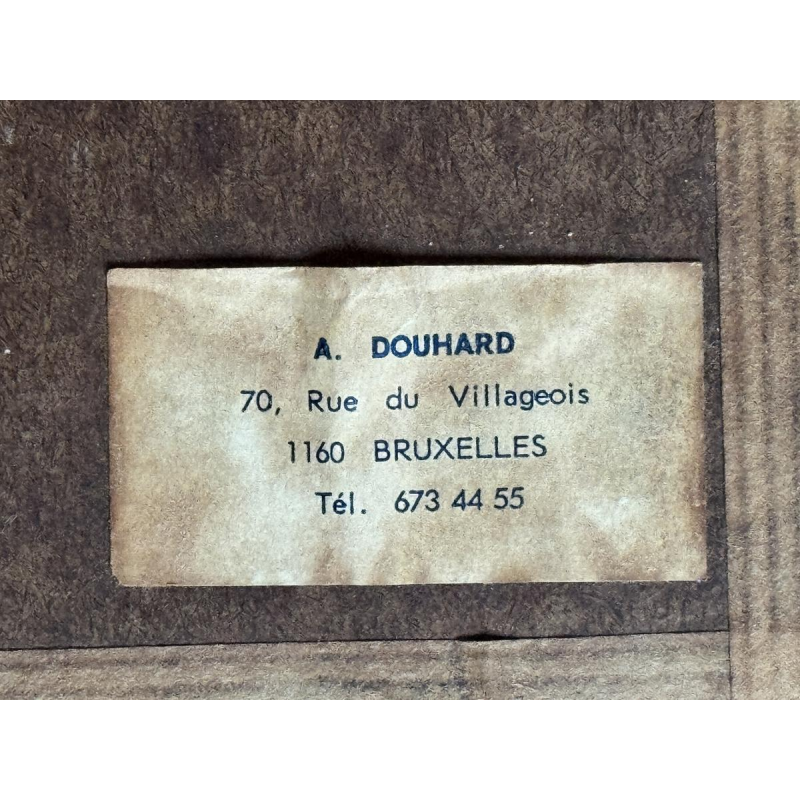 A. DOUHARD
70, Rue du Villageois
1160 BRUXELLES
Tél. 673 44 55